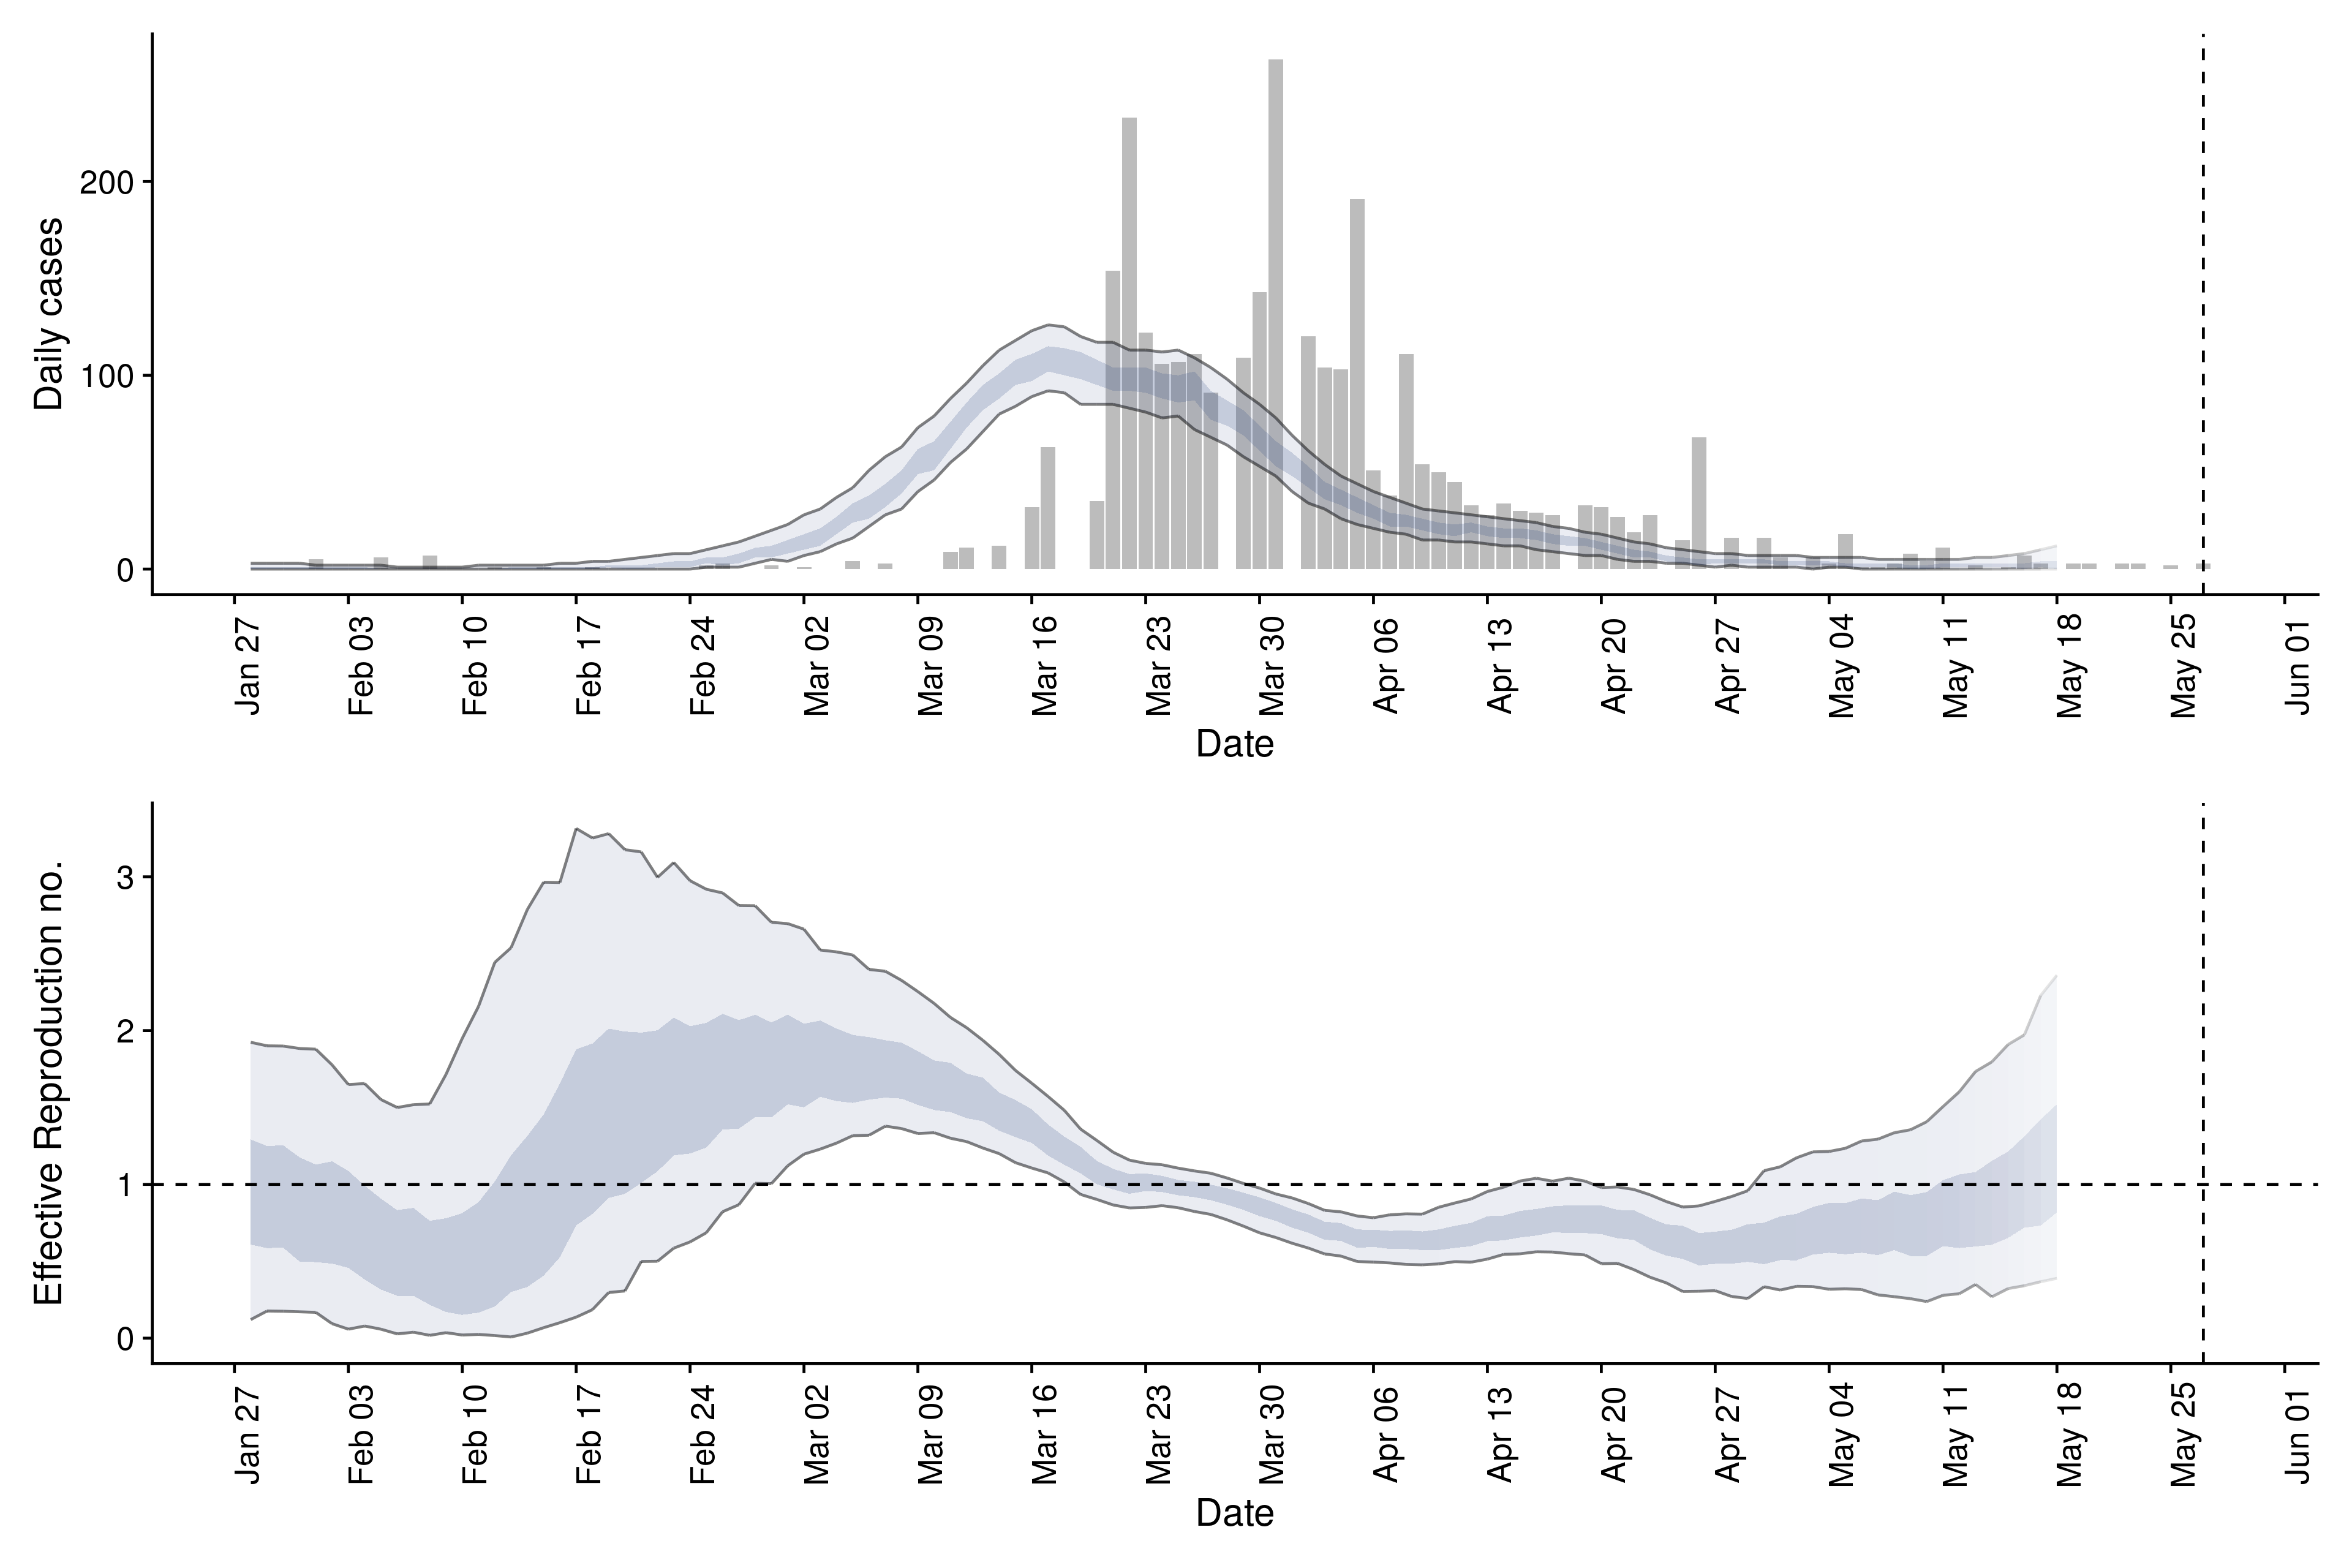 Daily cases
200
100
0
Jan 27
Feb 03
Feb 10
Feb 17
Feb 24
Mar 02
Mar 09
Mar 16
Mar 23
Mar 30
Apr 06
Apr 13
Apr 20
Apr 27
May 04
May 11
May 18
May 25
Jun 01
Date
Effective Reproduction no.
3
2
1
0
Jan 27
Feb 03
Feb 10
Feb 17
Feb 24
Mar 02
Mar 09
Mar 16
Mar 23
Mar 30
Apr 06
Apr 13
Apr 20
Apr 27
May 04
May 11
May 18
May 25
Jun 01
Date